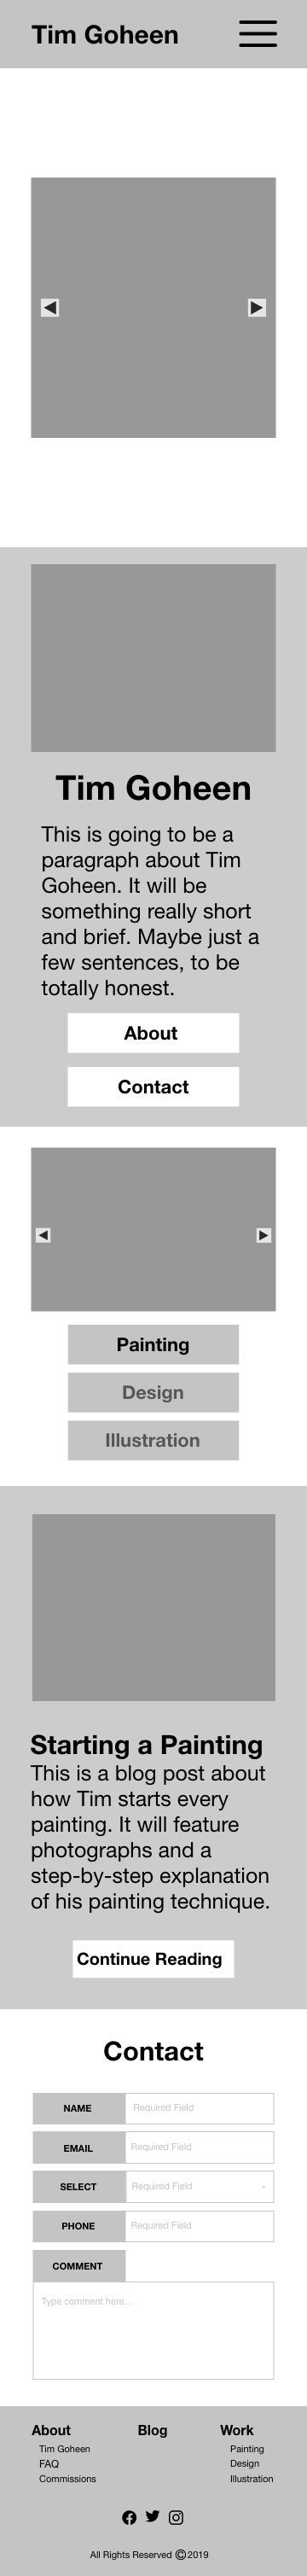 Tim Goheen
Tim Goheen
This is going to be a
paragraph about Tim
Goheen. It will be
something really short
and brief. Maybe just a
few sentences, to be
totally honest.
About
Contact
Painting
Design
Illustration
Starting a Painting
This is a blog post about
how Tim starts every
painting. It will feature
photographs and a
step-by-step explanation
of his painting technique.
Continue Reading
Contact
NAME Required Field
EMAIL Required Field
SELECT Required Field
PHONE Required Field
COMMENT
Type comment here...
About Blog Work
Tim Goheen Painting
FAQ Design
Commissions Illustration
All Rights Reserved ©2019